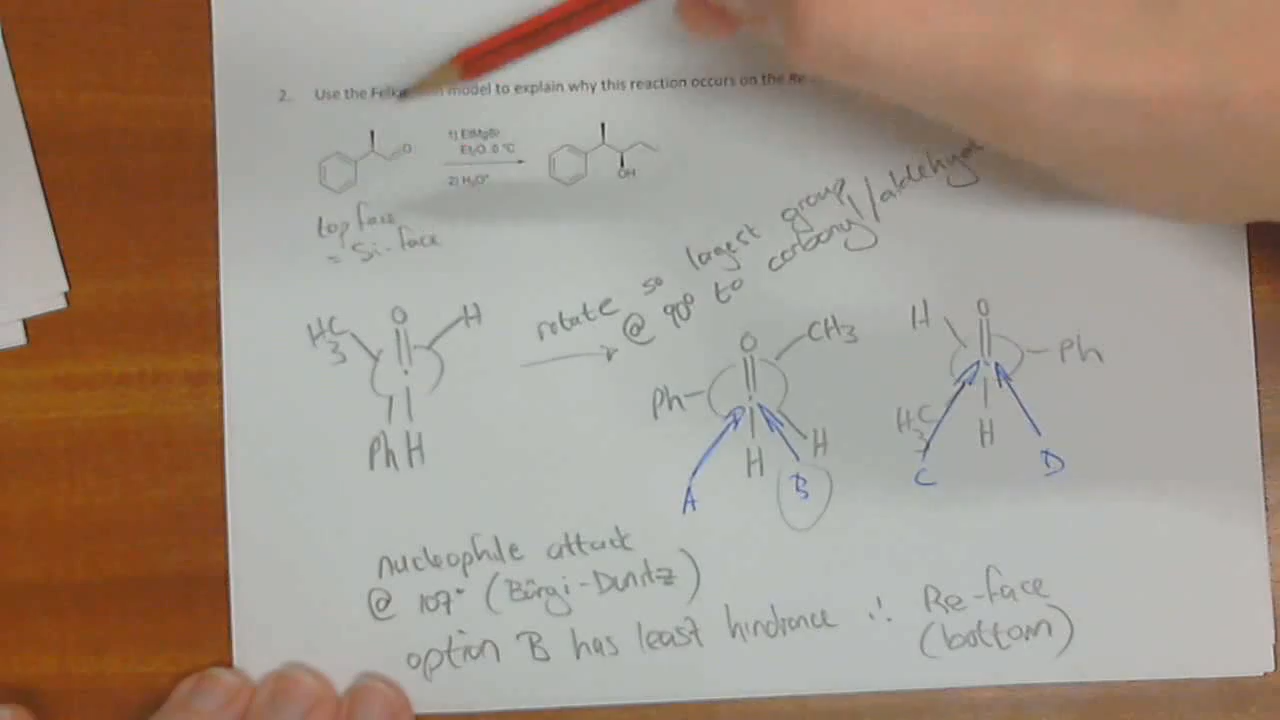 2. Use the model to explain why this reaction occurs on the Re
1) EtMgBr
Et₂O, 0 °C
2) H₃O⁺
O
OH
top face
= Si-face
rotate so largest group
@ 90° to carbonyl/aldehyde
H₃C O H
Ph H
O CH3
Ph
H H
A B
H O
Ph
H₃C
H
C D
nucleophile attack
@ 107° (Bürgi-Dunitz)
option B has least hindrance ∴ Re-face
(bottom)